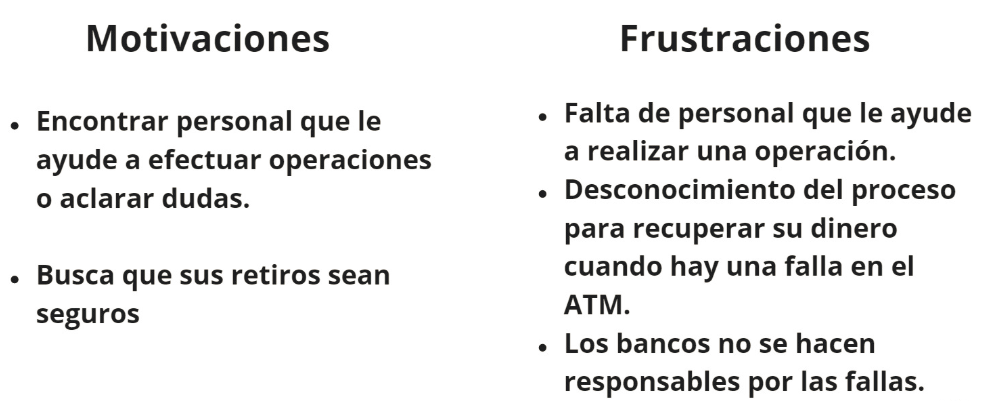 Motivaciones
• Encontrar personal que le
ayude a efectuar operaciones
o aclarar dudas.
• Busca que sus retiros sean
seguros
Frustraciones
• Falta de personal que le ayude
a realizar una operación.
• Desconocimiento del proceso
para recuperar su dinero
cuando hay una falla en el
ATM.
• Los bancos no se hacen
responsables por las fallas.